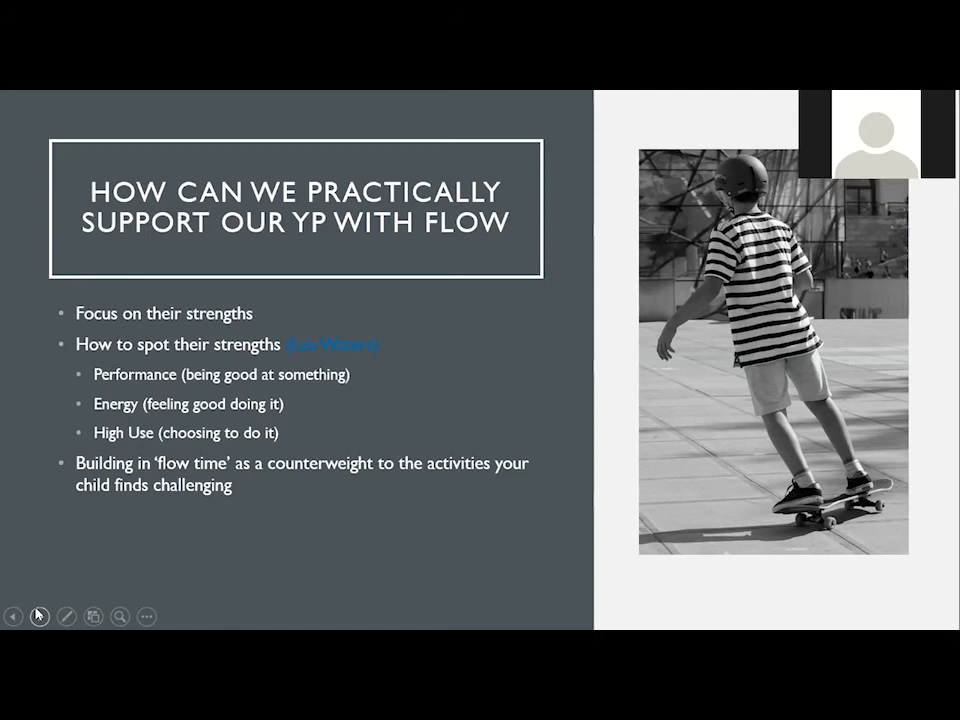 HOW CAN WE PRACTICALLY
SUPPORT OUR YP WITH FLOW
• Focus on their strengths
• How to spot their strengths (Lea Waters)
• Performance (being good at something)
• Energy (feeling good doing it)
• High Use (choosing to do it)
• Building in ‘flow time’ as a counterweight to the activities your
child finds challenging